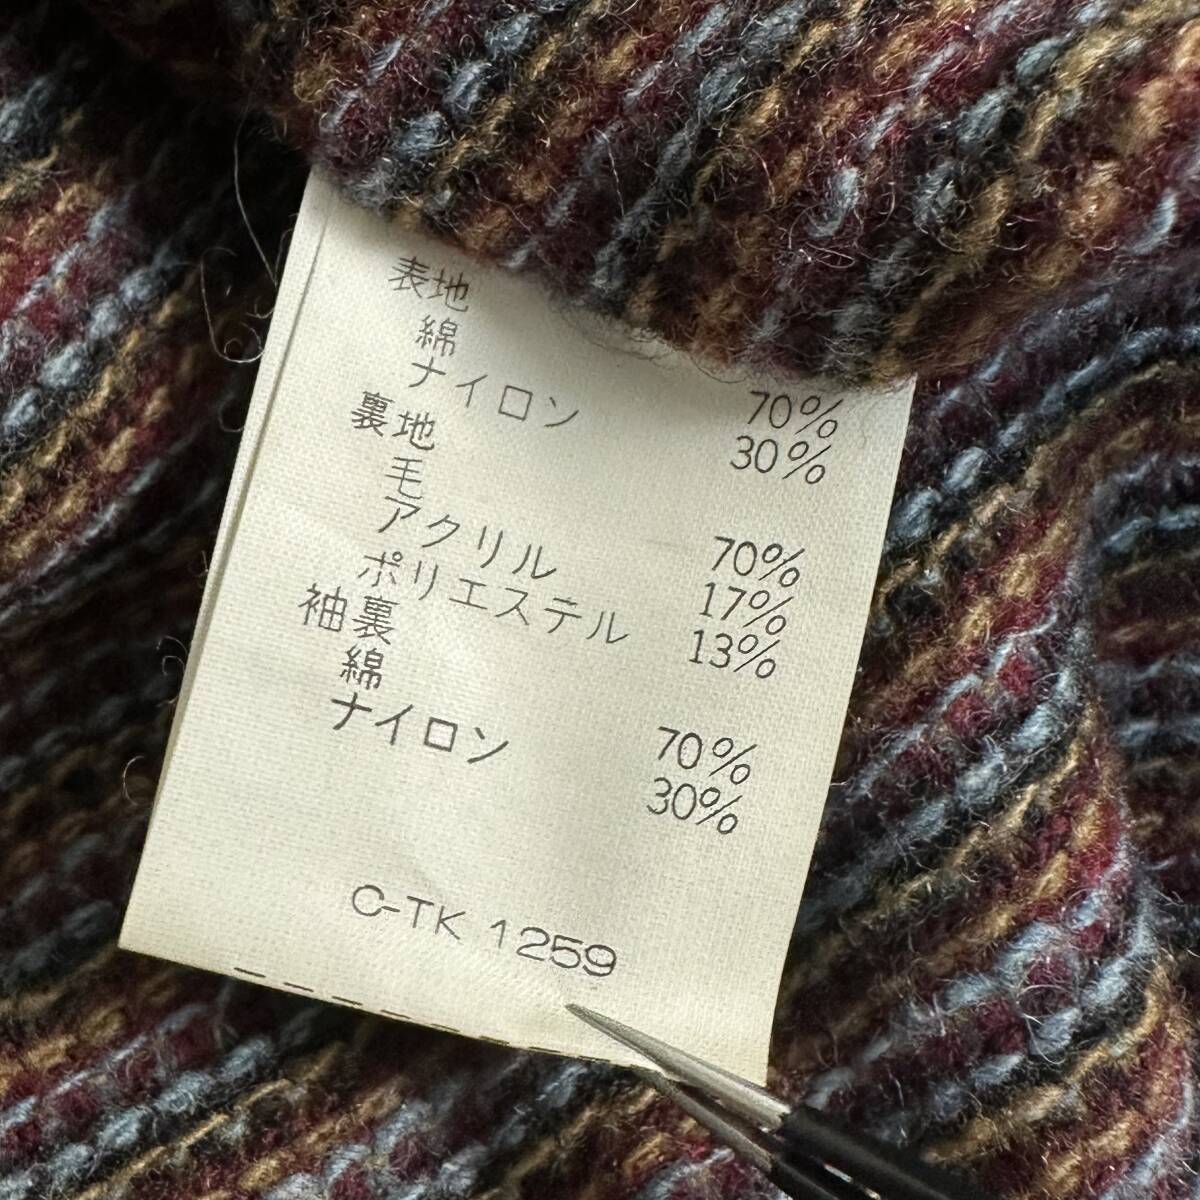 表地
綿 70%
ナイロン 30%
裏地
毛 70%
アクリル 17%
ポリエステル 13%
袖裏
綿 70%
ナイロン 30%
C-TK 1259